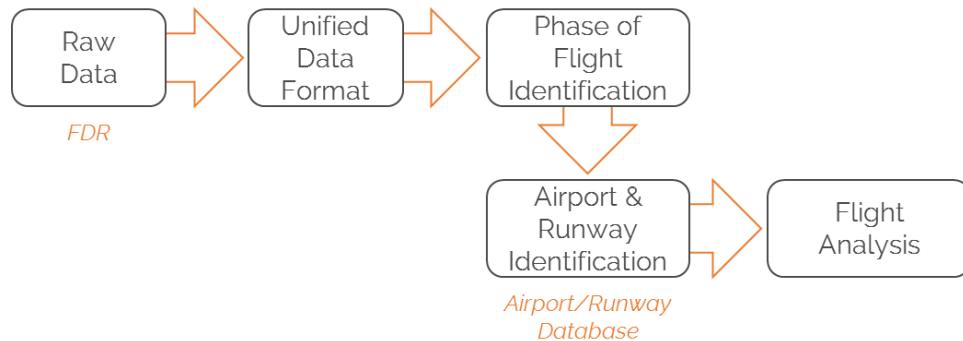 Raw
Data
FDR
Unified
Data
Format
Phase of
Flight
Identification
Airport &
Runway
Identification
Airport/Runway
Database
Flight
Analysis